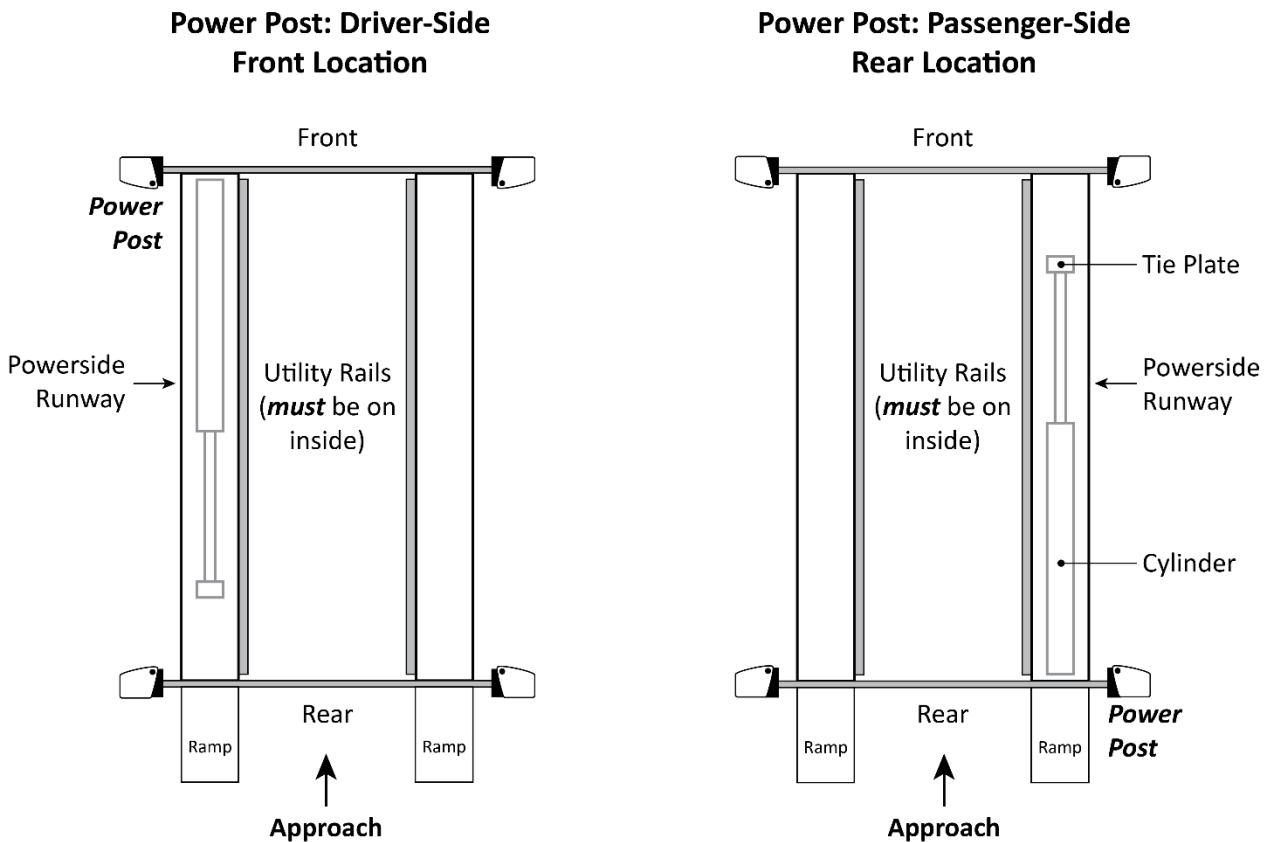 Power Post: Driver-Side
Front Location
Front
Power
Post
Powerside
Runway
Utility Rails
(must be on
inside)
Rear
Ramp
Ramp
Approach
Power Post: Passenger-Side
Rear Location
Front
Tie Plate
Utility Rails
(must be on
inside)
Powerside
Runway
Cylinder
Rear
Power
Post
Ramp
Ramp
Approach